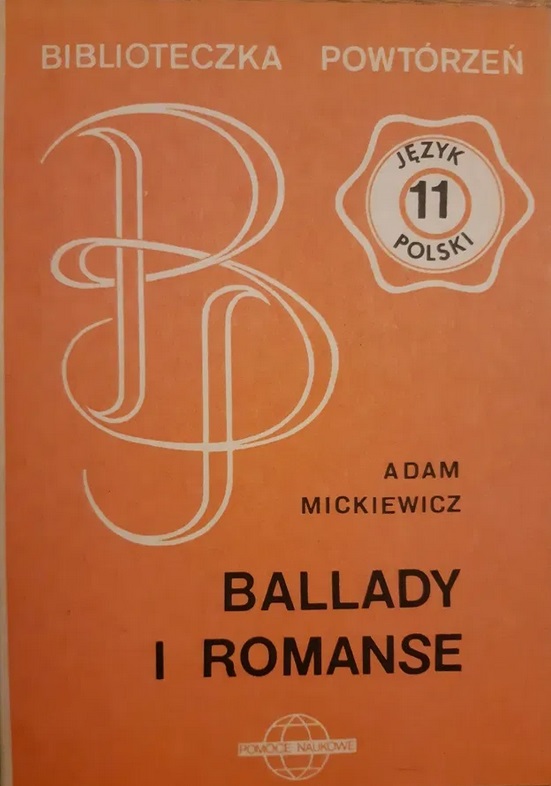 BIBLIOTECZKA POWTÓRZEŃ
JĘZYK
11
POLSKI
ADAM
MICKIEWICZ
BALLADY
I ROMANSE
POMOCE NAUKOWE